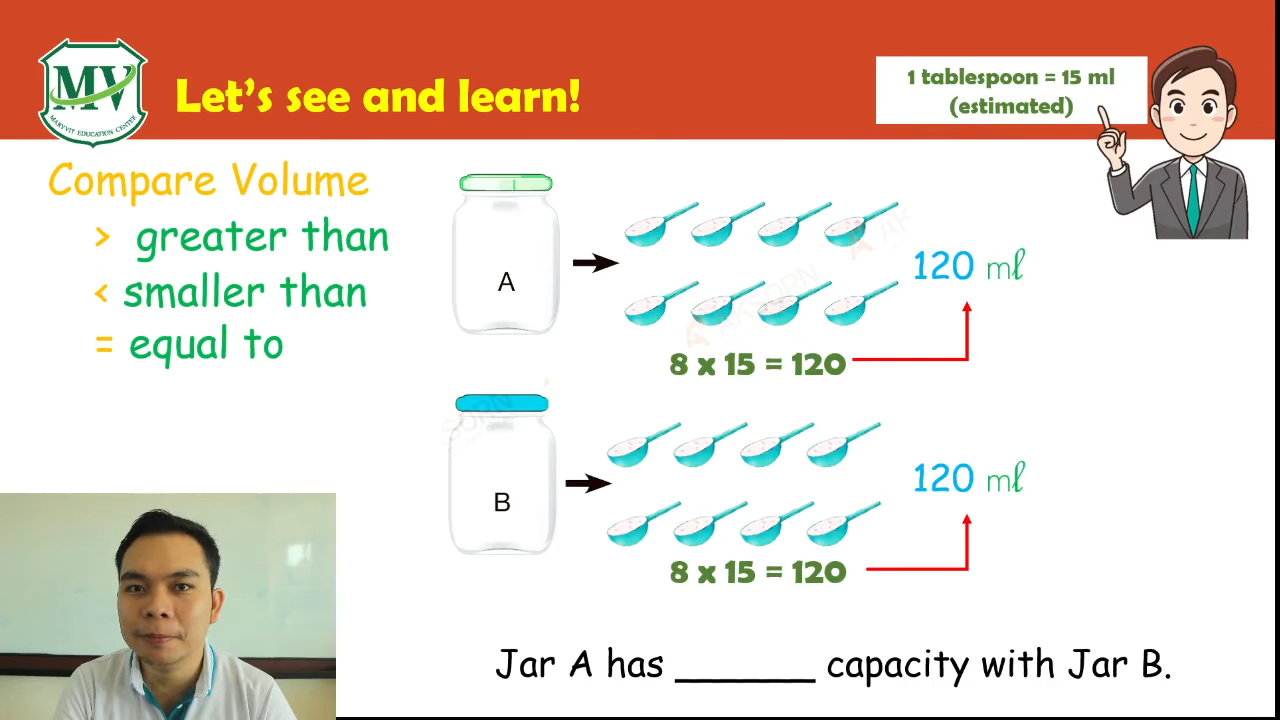 MV
MARYVIT EDUCATION CENTER
Let's see and learn!
1 tablespoon = 15 ml
(estimated)
Compare Volume
> greater than
< smaller than
= equal to
A
120 ml
8 x 15 = 120
B
120 ml
8 x 15 = 120
Jar A has ______ capacity with Jar B.